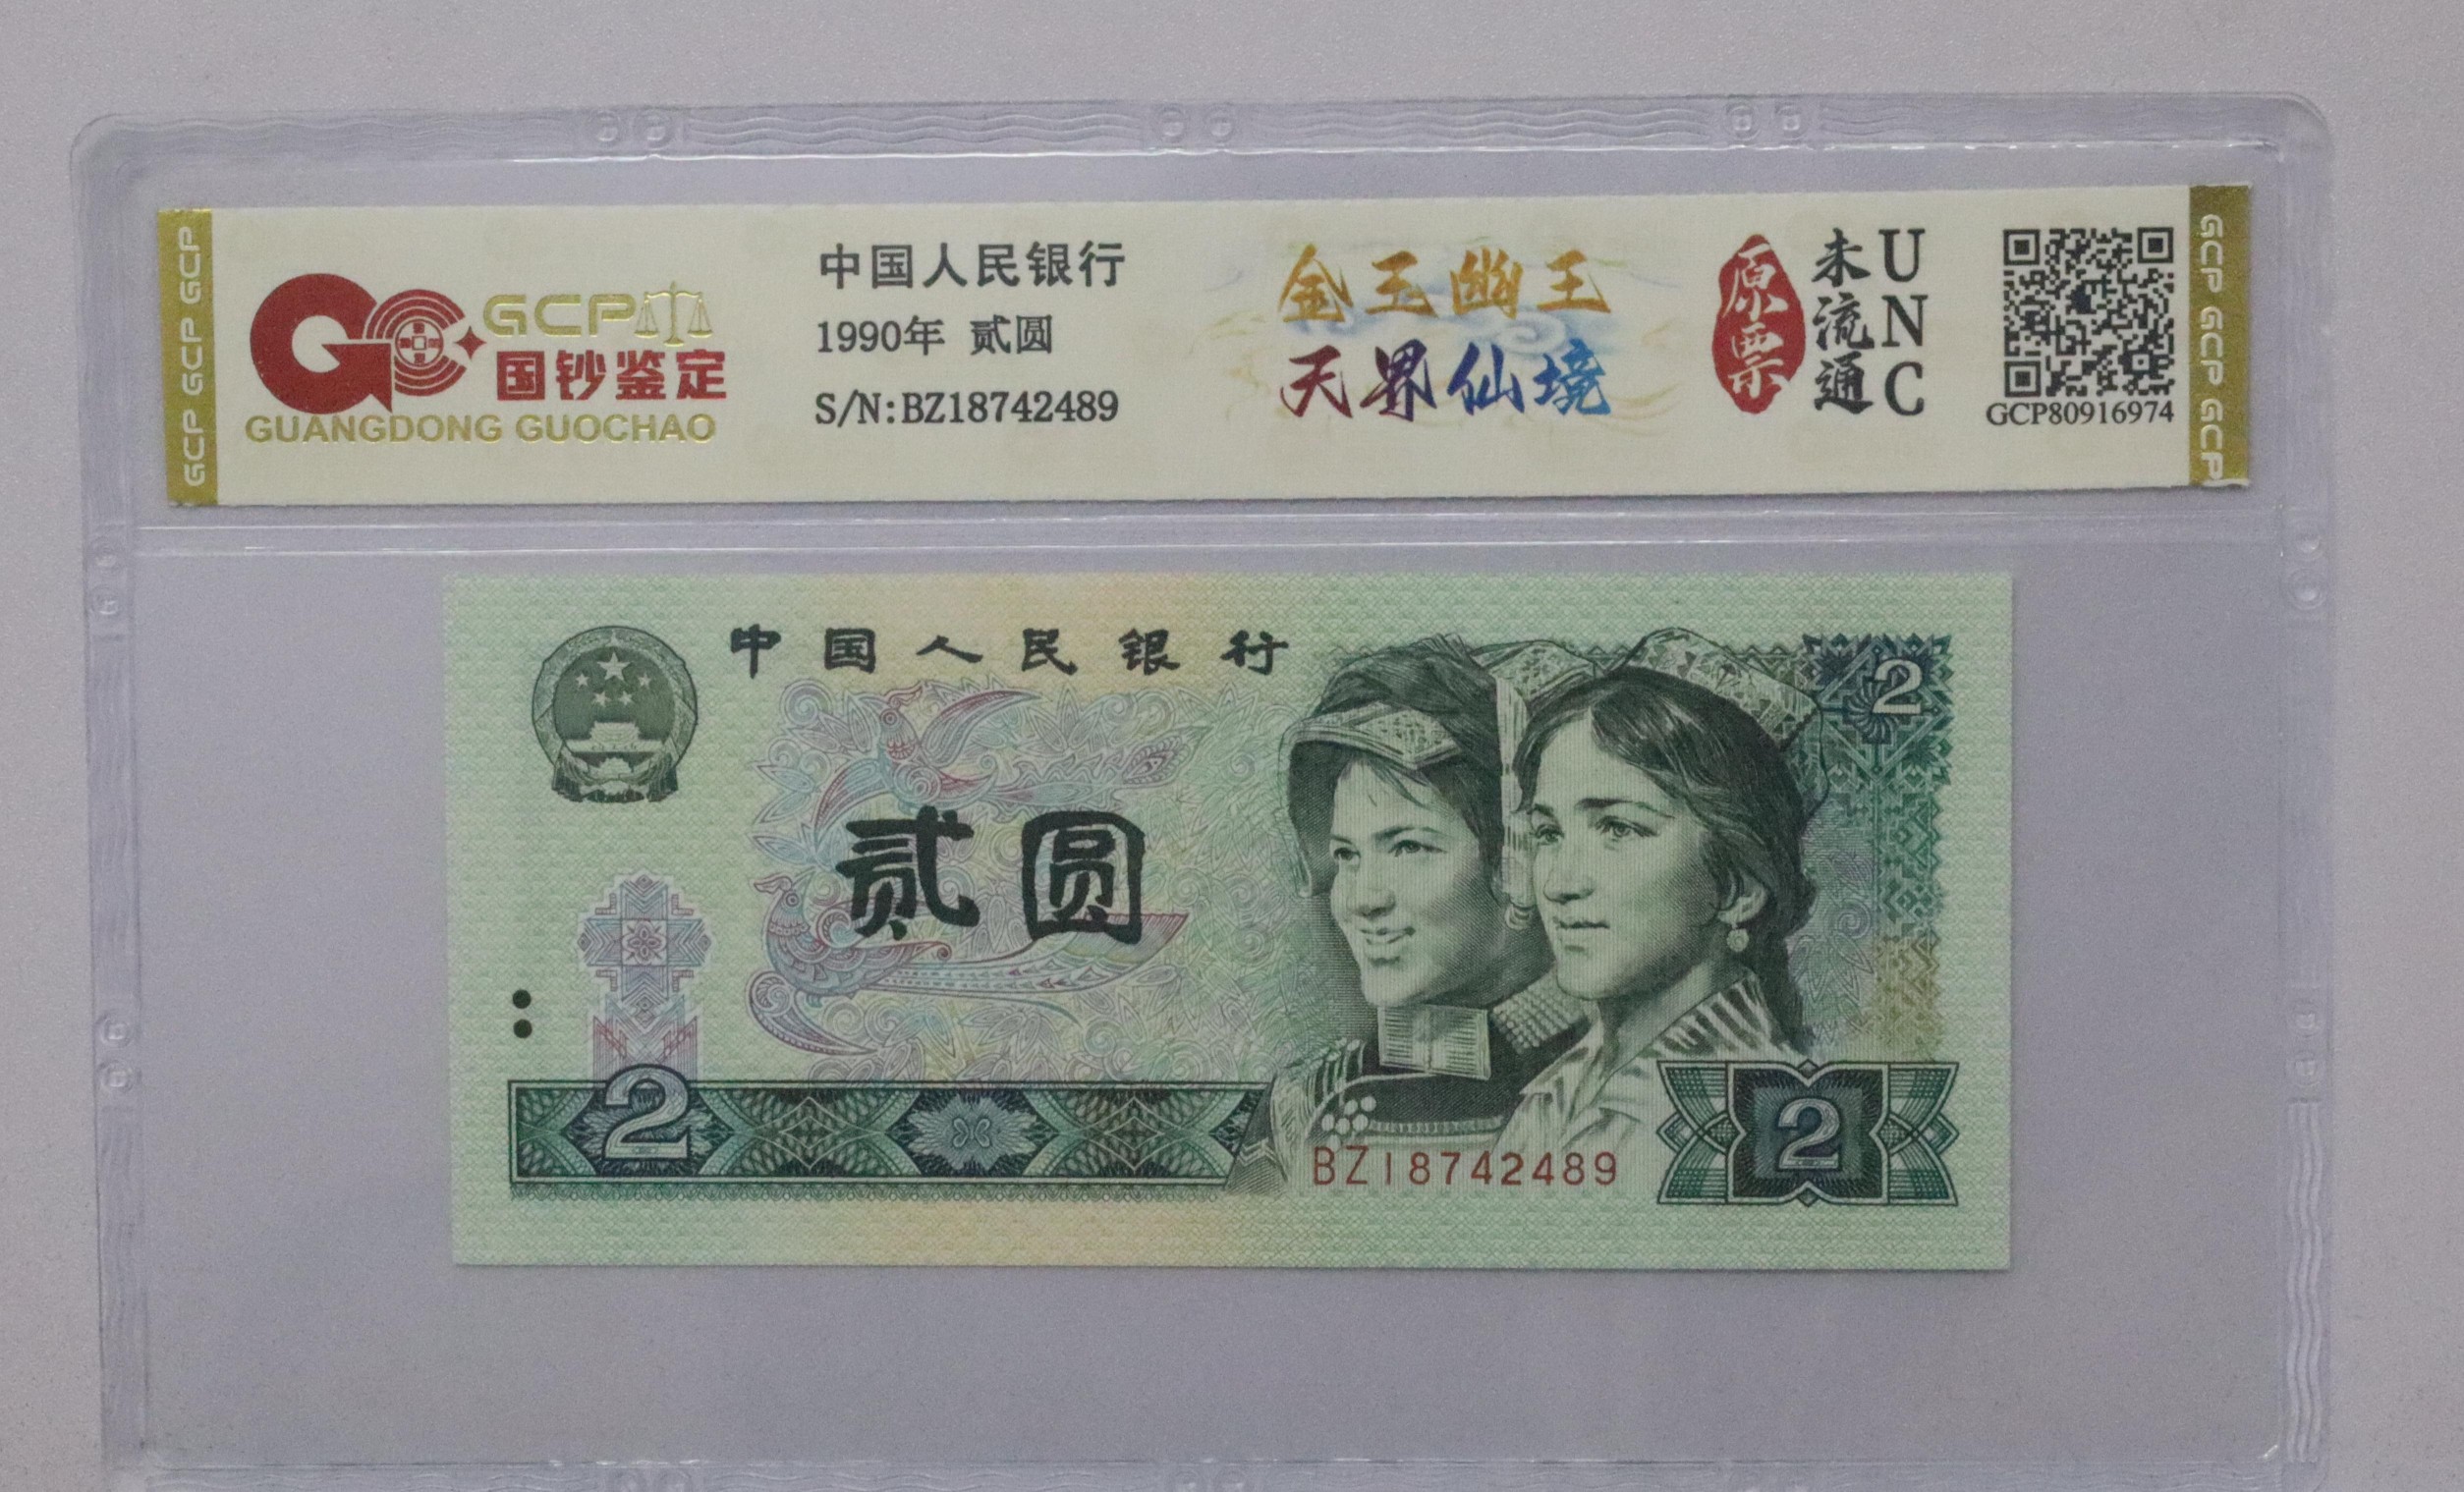 GCP GCP GCP
GCP
国钞鉴定
GUANGDONG GUOCHAO
中国人民银行
1990年 贰圆
S/N:BZ18742489
金玉幽王
天界仙境
原票
未流通
UNC
GCP80916974
GCP GCP GCP
中国人民银行
2
贰圆
2
BZ18742489
2